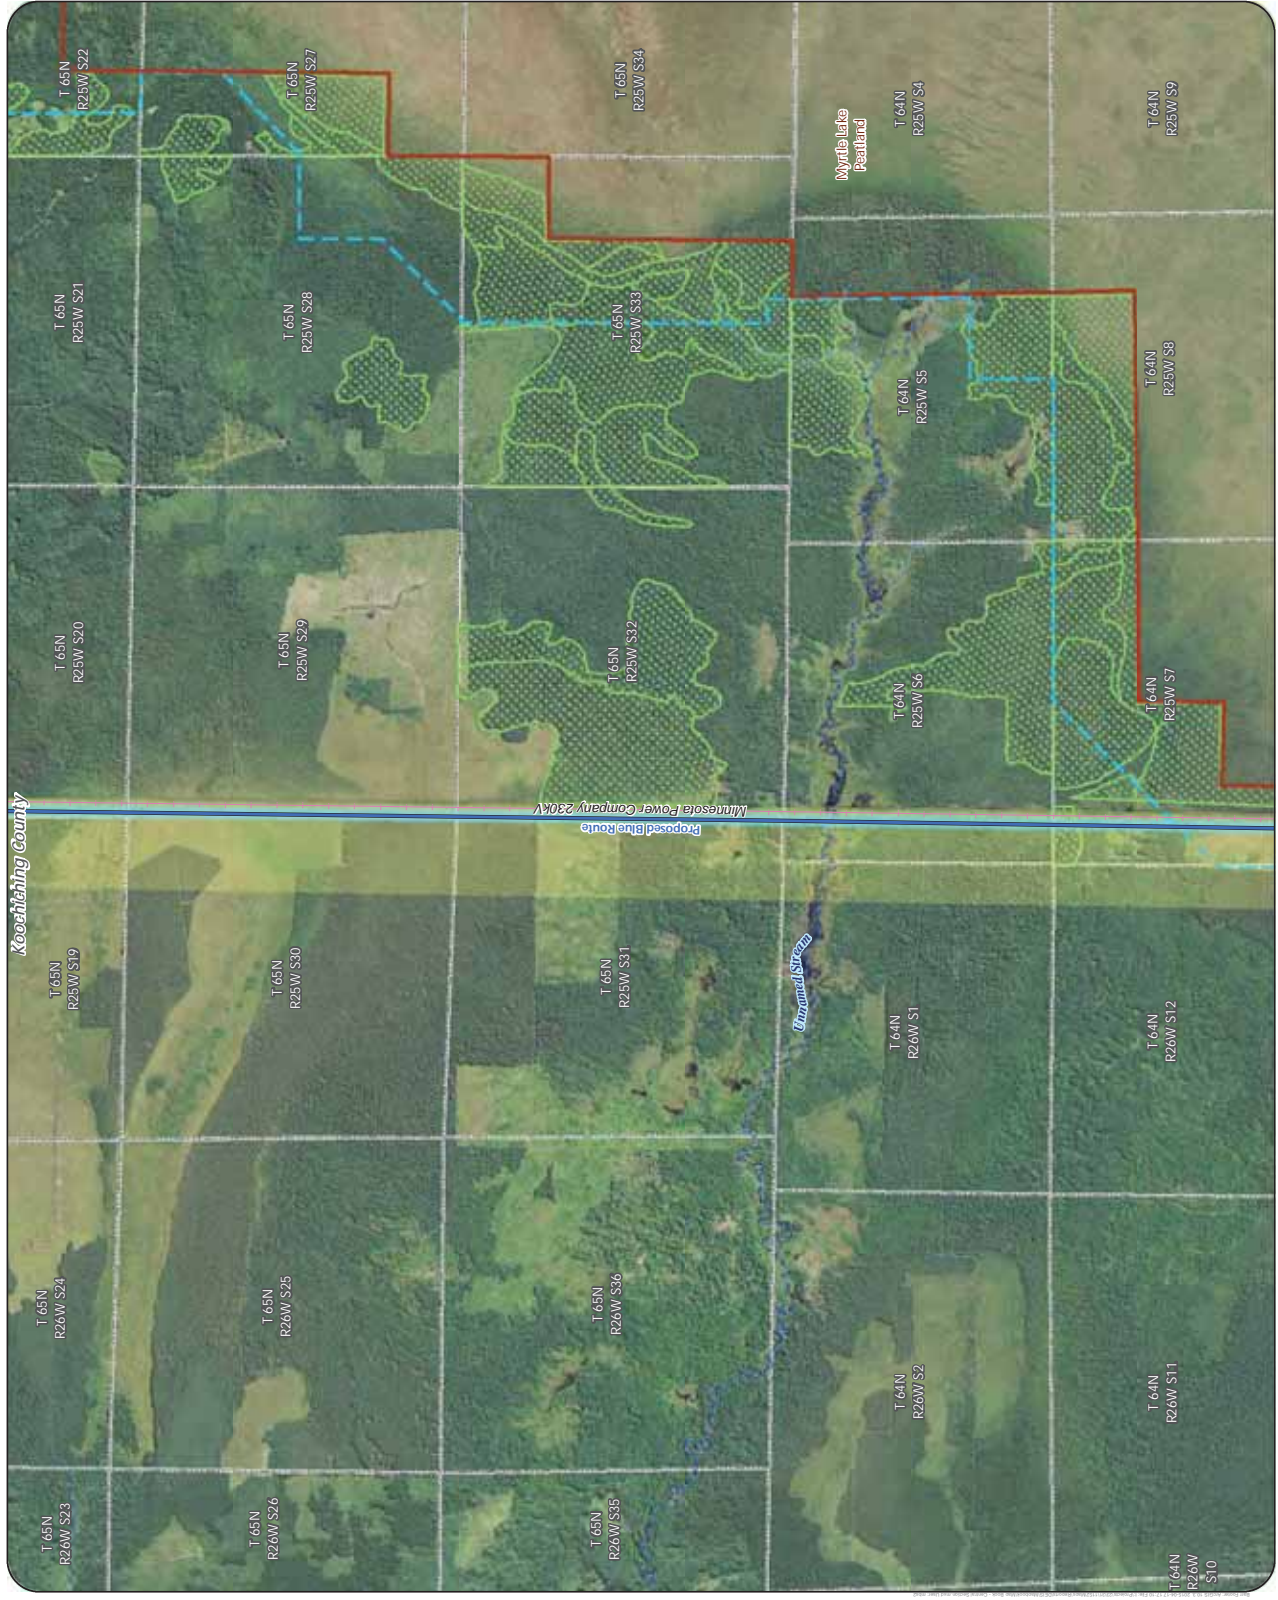 T 65N
R25W S22
T 65N
R25W S27
T 65N
R25W S34
T 64N
R25W S4
T 64N
R25W S9
Myrtle Lake
Peatland
T 65N
R25W S21
T 65N
R25W S28
T 65N
R25W S33
T 64N
R25W S5
T 64N
R25W S8
T 65N
R25W S20
T 65N
R25W S29
T 65N
R25W S32
T 64N
R25W S6
T 64N
R25W S7
Koochiching County
Minnesota Power Company 230kV
Proposed Blue Route
T 65N
R25W S19
T 65N
R25W S30
T 65N
R25W S31
Unnamed Stream
T 64N
R26W S1
T 64N
R26W S12
T 65N
R26W S24
T 65N
R26W S25
T 65N
R26W S36
T 64N
R26W S2
T 64N
R26W S11
T 65N
R26W S23
T 65N
R26W S26
T 65N
R26W S35
T 64N
R26W
S10